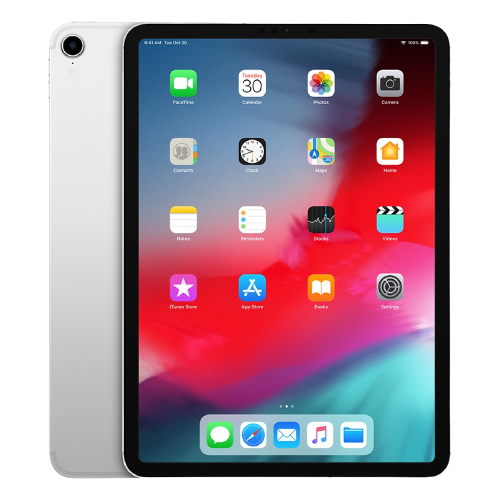 9:41 AM Tue Oct 30
100%
Tuesday
30
FaceTime Calendar Photos Camera
Contacts Clock Maps Home
Notes Reminders Stocks Videos
iTunes Store App Store Books Settings